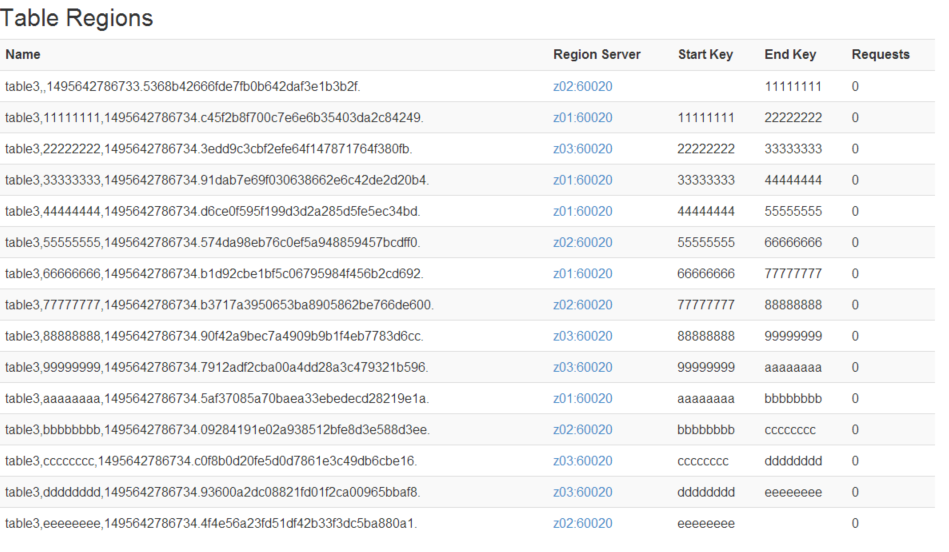 Table Regions
Name Region Server Start Key End Key Requests
table3,,1495642786733.5368b42666fde7fb0b642daf3e1b3b2f. z02:60020 11111111 0
table3,11111111,1495642786734.c45f2b8f700c7e6e6b35403da2c84249. z01:60020 11111111 22222222 0
table3,22222222,1495642786734.3edd9c3cbf2efe64f147871764f380fb. z03:60020 22222222 33333333 0
table3,33333333,1495642786734.91dab7e69f030638662e6c42de2d20b4. z01:60020 33333333 44444444 0
table3,44444444,1495642786734.d6ce0f595f199d3d2a285d5fe5ec34bd. z01:60020 44444444 55555555 0
table3,55555555,1495642786734.574da98eb76c0ef5a948859457bcdff0. z02:60020 55555555 66666666 0
table3,66666666,1495642786734.b1d92cbe1bf5c06795984f456b2cd692. z01:60020 66666666 77777777 0
table3,77777777,1495642786734.b3717a3950653ba8905862be766de600. z02:60020 77777777 88888888 0
table3,88888888,1495642786734.90f42a9bec7a4909b9b1f4eb7783d6cc. z03:60020 88888888 99999999 0
table3,99999999,1495642786734.7912adf2cba00a4dd28a3c479321b596. z03:60020 99999999 aaaaaaaa 0
table3,aaaaaaaa,1495642786734.5af37085a70baea33ebedecd28219e1a. z01:60020 aaaaaaaa bbbbbbbb 0
table3,bbbbbbbb,1495642786734.09284191e02a938512bfe8d3e588d3ee. z02:60020 bbbbbbbb cccccccc 0
table3,cccccccc,1495642786734.c0f8b0d20fe5d0d7861e3c49db6cbe16. z03:60020 cccccccc dddddddd 0
table3,dddddddd,1495642786734.93600a2dc08821fd01f2ca00965bbaf8. z03:60020 dddddddd eeeeeeee 0
table3,eeeeeeee,1495642786734.4f4e56a23fd51df42b33f3dc5ba880a1. z02:60020 eeeeeeee 0